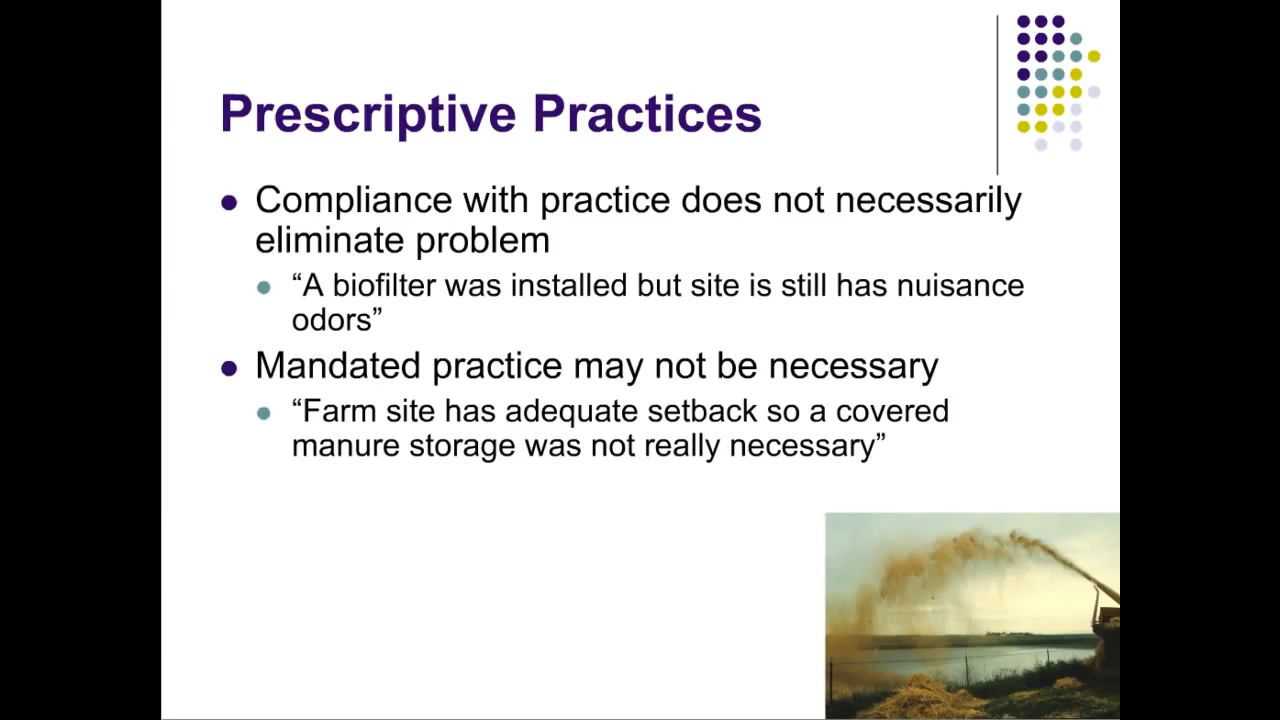 Prescriptive Practices
Compliance with practice does not necessarily
eliminate problem
“A biofilter was installed but site is still has nuisance
odors”
Mandated practice may not be necessary
“Farm site has adequate setback so a covered
manure storage was not really necessary”